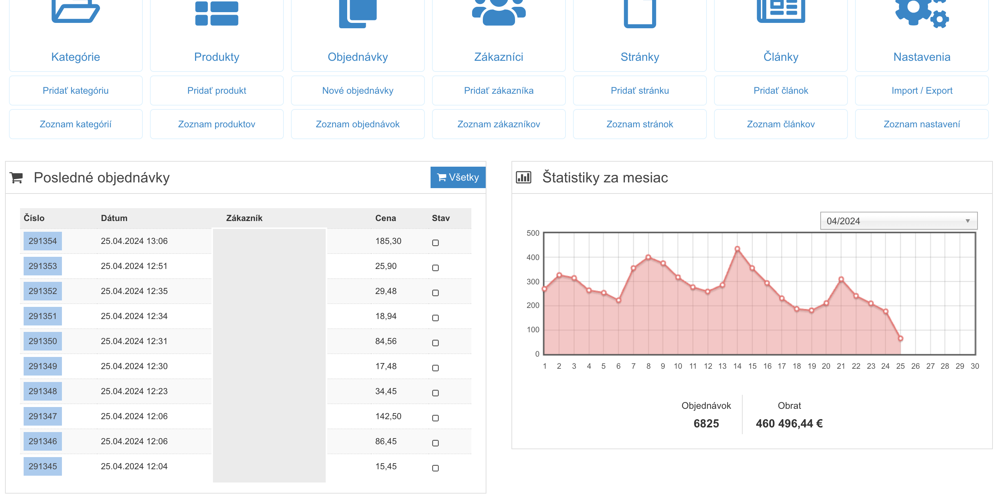 Kategórie Produkty Objednávky Zákazníci Stránky Články Nastavenia
Pridať kategóriu Pridať produkt Nové objednávky Pridať zákazníka Pridať stránku Pridať článok Import / Export
Zoznam kategórií Zoznam produktov Zoznam objednávok Zoznam zákazníkov Zoznam stránok Zoznam článkov Zoznam nastavení
Posledné objednávky Všetky
Číslo Dátum Zákazník Cena Stav
291354 25.04.2024 13:06 185,30
291353 25.04.2024 12:51 25,90
291352 25.04.2024 12:35 29,48
291351 25.04.2024 12:34 18,94
291350 25.04.2024 12:31 84,56
291349 25.04.2024 12:30 17,48
291348 25.04.2024 12:23 34,45
291347 25.04.2024 12:06 142,50
291346 25.04.2024 12:06 86,45
291345 25.04.2024 12:04 15,45
Štatistiky za mesiac
04/2024
500
400
300
200
100
0
1 2 3 4 5 6 7 8 9 10 11 12 13 14 15 16 17 18 19 20 21 22 23 24 25 26 27 28 29 30
Objednávok Obrat
6825 460 496,44 €